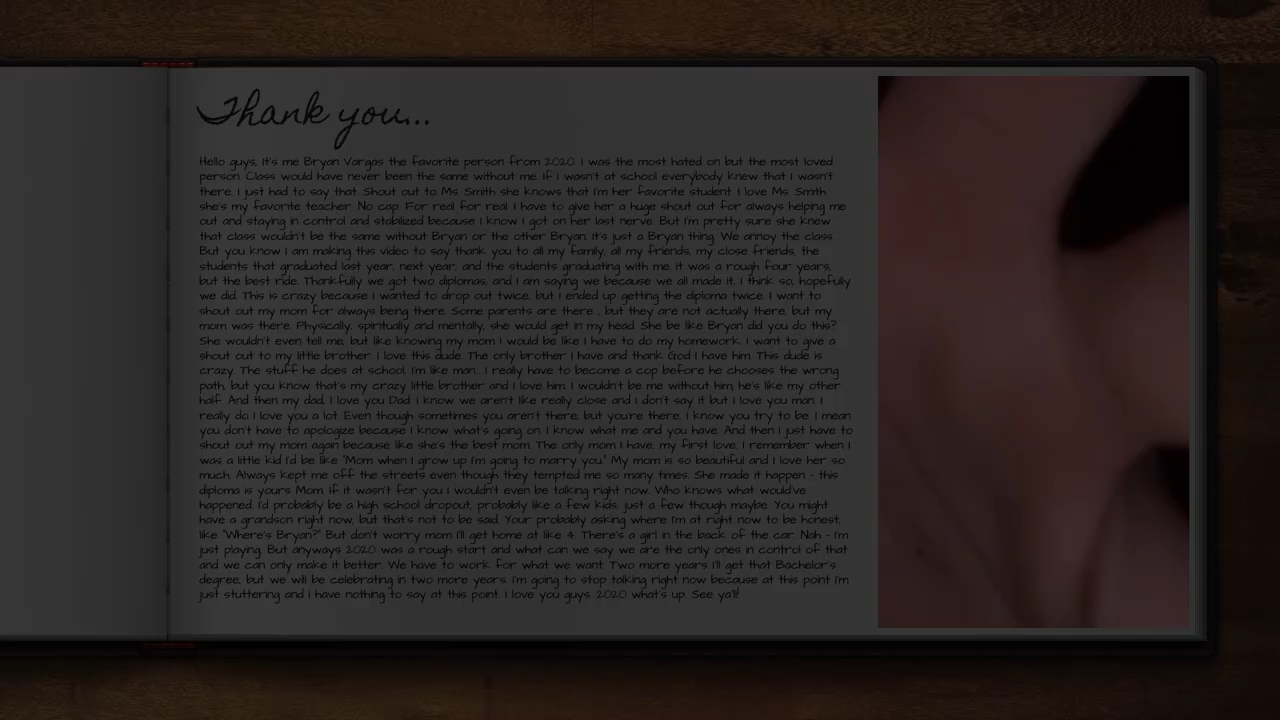 Thank you...
Hello guys, It's me Bryan Vargas the favorite person from 2020. I was the most hated on but the most loved
person. Class would have never been the same without me. If I wasn't at school everybody knew that I wasn't
there, I just had to say that. Shout out to Ms. Smith she knows that I'm her favorite student I love Ms. Smith
she's my favorite teacher. No cap. For real for real I have to give her a huge shout out for always helping me
out and staying in control and stabilized because I know I got on her last nerve. But I'm pretty sure she knew
that class wouldn't be the same without Bryan or the other Bryan. It's just a Bryan thing. We annoy the class.
But you know I am making this video to say thank you to all my family, all my friends, my close friends, the
students that graduated last year, next year, and the students graduating with me. It was a rough four years,
but the best ride. Thankfully we got two diplomas, and I am saying we because we all made it, I think so, hopefully
we did. This is crazy because I wanted to drop out twice, but I ended up getting the diploma twice. I want to
shout out my mom for always being there. Some parents are there , but they are not actually there, but my
mom was there. Physically, spiritually and mentally, she would get in my head. She be like Bryan did you do this?
She wouldn't even tell me, but like knowing my mom I would be like I have to do my homework. I want to give a
shout out to my little brother. I love this dude. The only brother I have and thank God I have him. This dude is
crazy. The stuff he does at school, I'm like man.. I really have to become a cop before he chooses the wrong
path, but you know that's my crazy little brother and I love him. I wouldn't be me without him, he's like my other
half. And then my dad, I love you Dad. I know we aren't like really close and I don't say it but I love you man. I
really do I love you a lot. Even though sometimes you aren't there, but you're there. I know you try to be. I mean
you don't have to apologize because I know what's going on. I know what me and you have. And then I just have to
shout out my mom again because like she's the best mom. The only mom I have, my first love. I remember when I
was a little kid I'd be like "Mom when I grow up I'm going to marry you." My mom is so beautiful and I love her so
much. Always kept me off the streets even though they tempted me so many times. She made it happen - this
diploma is yours Mom. If it wasn't for you I wouldn't even be talking right now. Who knows what would've
happened. I'd probably be a high school dropout, probably like a few kids, just a few though maybe. You might
have a grandson right now, but that's not to be said. Your probably asking where I'm at right now to be honest,
like "Where's Bryan?" But don't worry mom I'll get home at like 4. There's a girl in the back of the car. Nah - I'm
just playing. But anyways 2020 was a rough start and what can we say we are the only ones in control of that
and we can only make it better. We have to work for what we want. Two more years I'll get that Bachelor's
degree, but we will be celebrating in two more years. I'm going to stop talking right now because at this point I'm
just stuttering and I have nothing to say at this point. I love you guys 2020 what's up. See ya'll!